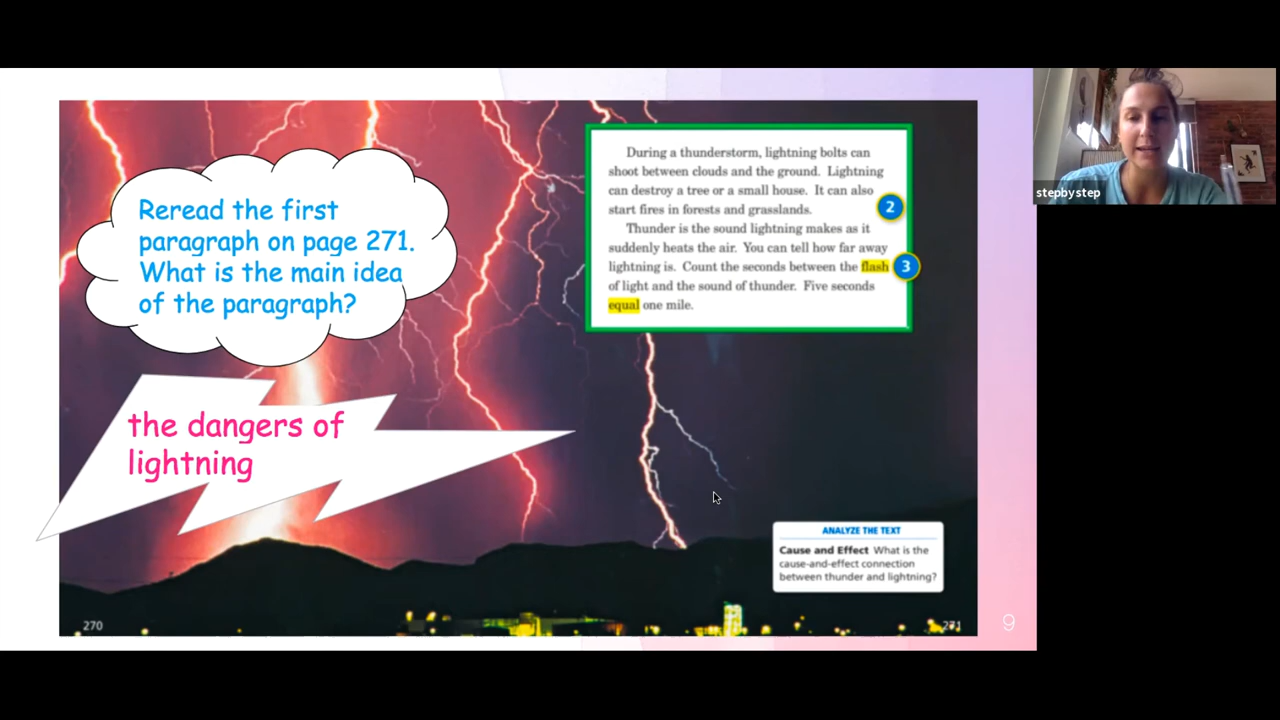 Reread the first
paragraph on page 271.
What is the main idea
of the paragraph?
the dangers of
lightning
During a thunderstorm, lightning bolts can
shoot between clouds and the ground. Lightning
can destroy a tree or a small house. It can also
start fires in forests and grasslands.
2
Thunder is the sound lightning makes as it
suddenly heats the air. You can tell how far away
lightning is. Count the seconds between the flash
3
of light and the sound of thunder. Five seconds
equal one mile.
ANALYZE THE TEXT
Cause and Effect What is the
cause-and-effect connection
between thunder and lightning?
270
271
9
stepbystep